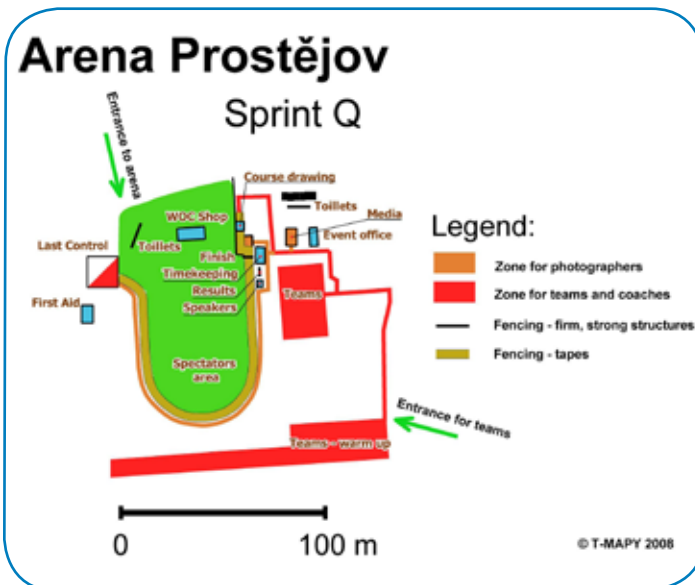 Arena Prostějov
Sprint Q
Entrance to arena
Course drawing
Toillets
WOC Shop
Media
Toillets
Event office
Last Control
Finish
Timekeeping
Results
Speakers
First Aid
Teams
Spectators
area
Entrance for teams
Teams - warm up
Legend:
Zone for photographers
Zone for teams and coaches
Fencing - firm, strong structures
Fencing - tapes
0
100 m
© T-MAPY 2008